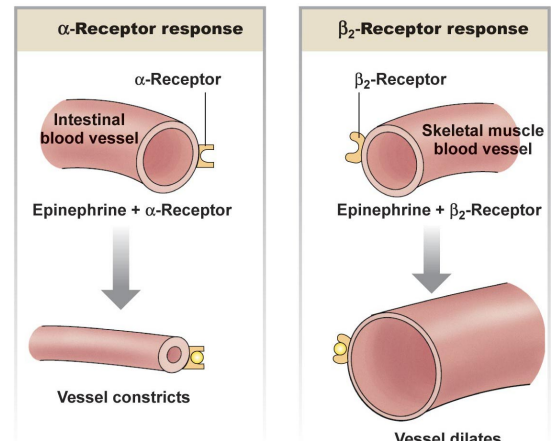 α-Receptor response
α-Receptor
Intestinal
blood vessel
Epinephrine + α-Receptor
Vessel constricts
β₂-Receptor response
β₂-Receptor
Skeletal muscle
blood vessel
Epinephrine + β₂-Receptor
Vessel dilates